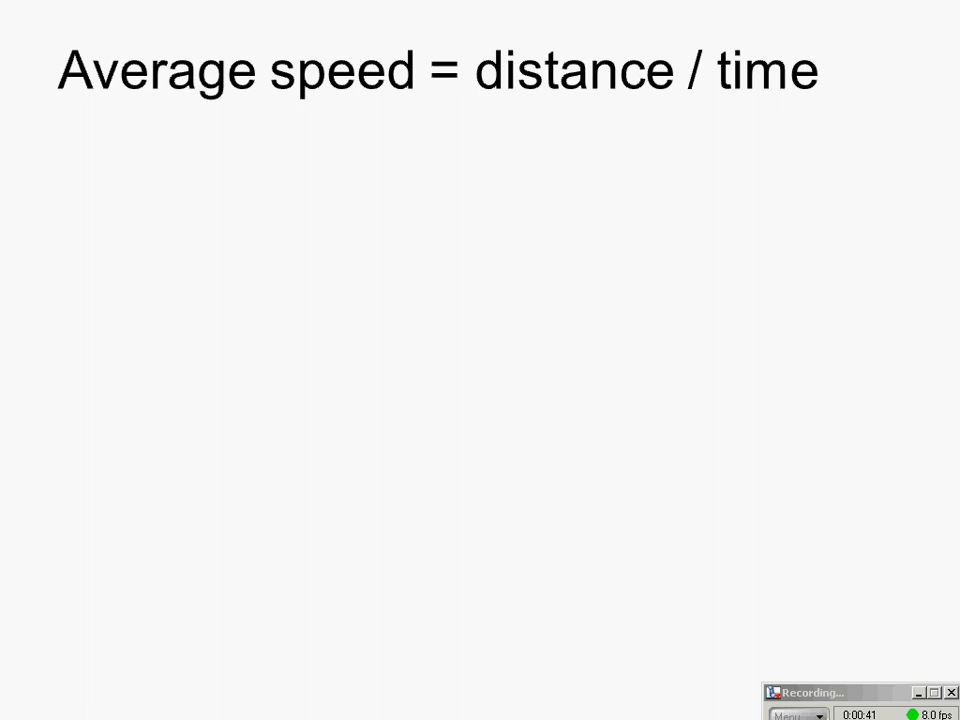 Average speed = distance / time
Recording...
Menu
0:00:41
8.0 fps